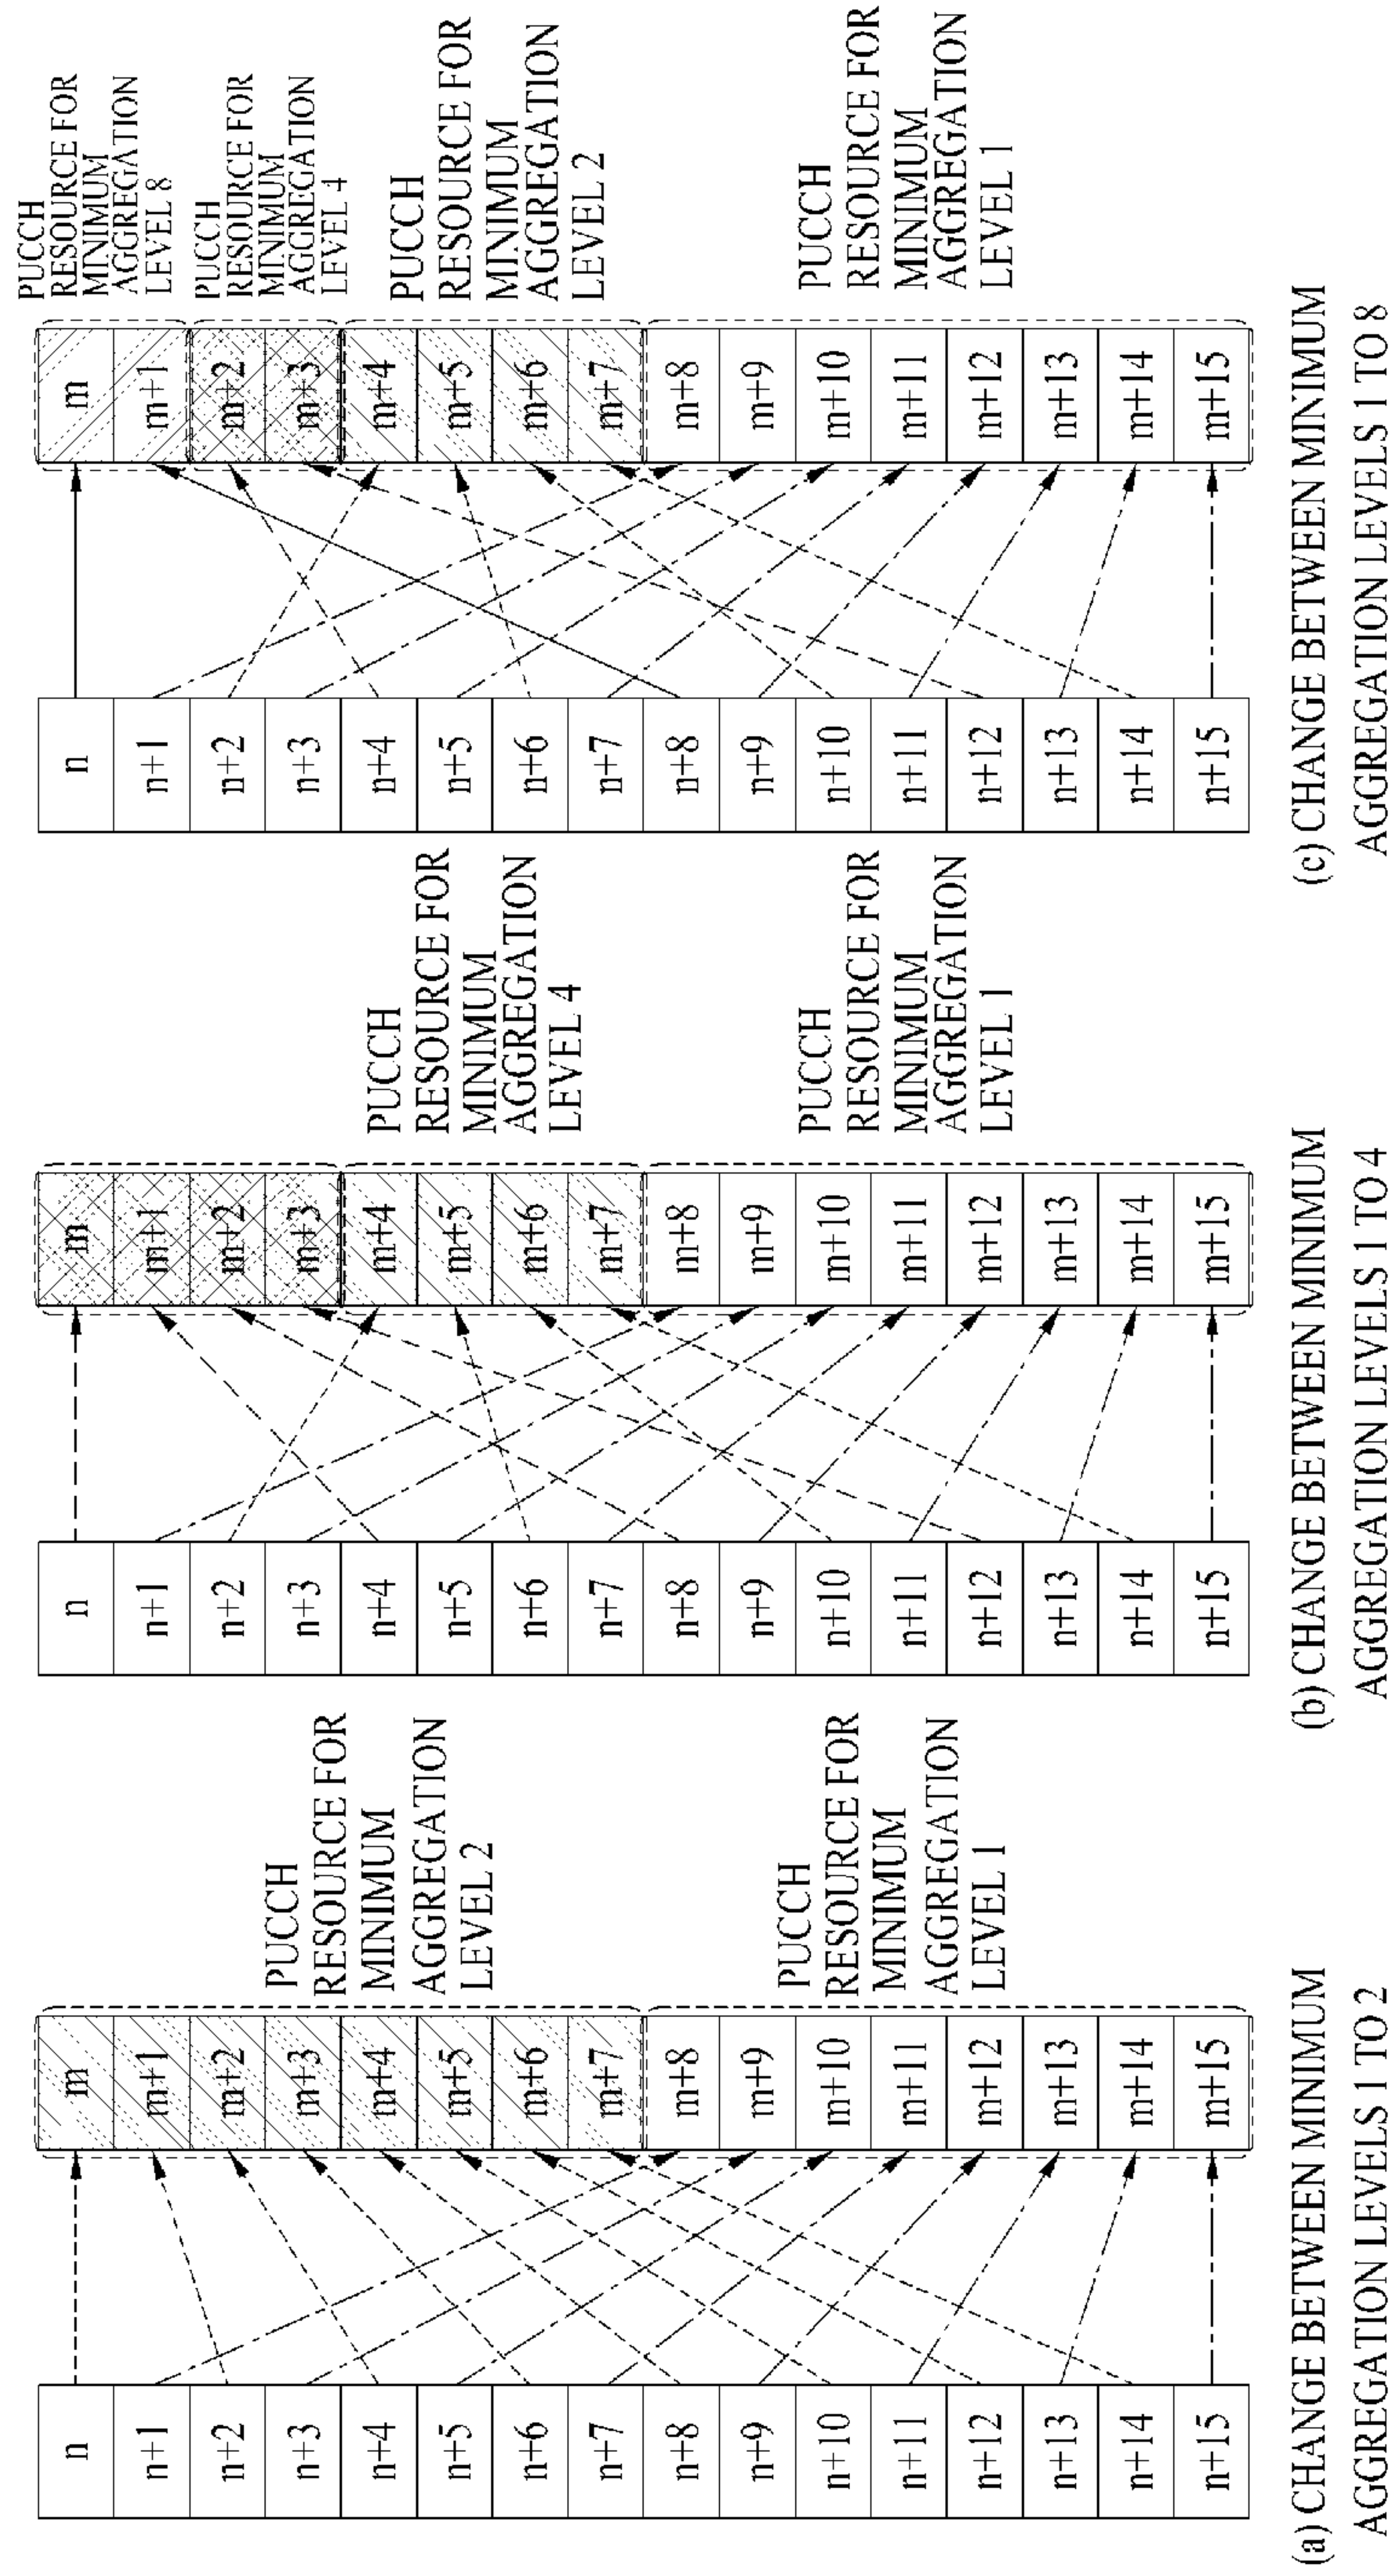 n
n+1
n+2
n+3
n+4
n+5
n+6
n+7
n+8
n+9
n+10
n+11
n+12
n+13
n+14
n+15
m
m+1
m+2
m+3
m+4
m+5
m+6
m+7
m+8
m+9
m+10
m+11
m+12
m+13
m+14
m+15
PUCCH
RESOURCE FOR
MINIMUM
AGGREGATION
LEVEL 2
PUCCH
RESOURCE FOR
MINIMUM
AGGREGATION
LEVEL 1
(a) CHANGE BETWEEN MINIMUM
AGGREGATION LEVELS 1 TO 2
n
n+1
n+2
n+3
n+4
n+5
n+6
n+7
n+8
n+9
n+10
n+11
n+12
n+13
n+14
n+15
m
m+1
m+2
m+3
m+4
m+5
m+6
m+7
m+8
m+9
m+10
m+11
m+12
m+13
m+14
m+15
PUCCH
RESOURCE FOR
MINIMUM
AGGREGATION
LEVEL 4
PUCCH
RESOURCE FOR
MINIMUM
AGGREGATION
LEVEL 1
(b) CHANGE BETWEEN MINIMUM
AGGREGATION LEVELS 1 TO 4
n
n+1
n+2
n+3
n+4
n+5
n+6
n+7
n+8
n+9
n+10
n+11
n+12
n+13
n+14
n+15
m
m+1
m+2
m+3
m+4
m+5
m+6
m+7
m+8
m+9
m+10
m+11
m+12
m+13
m+14
m+15
PUCCH
RESOURCE FOR
MINIMUM
AGGREGATION
LEVEL 8
PUCCH
RESOURCE FOR
MINIMUM
AGGREGATION
LEVEL 4
PUCCH
RESOURCE FOR
MINIMUM
AGGREGATION
LEVEL 2
PUCCH
RESOURCE FOR
MINIMUM
AGGREGATION
LEVEL 1
(c) CHANGE BETWEEN MINIMUM
AGGREGATION LEVELS 1 TO 8